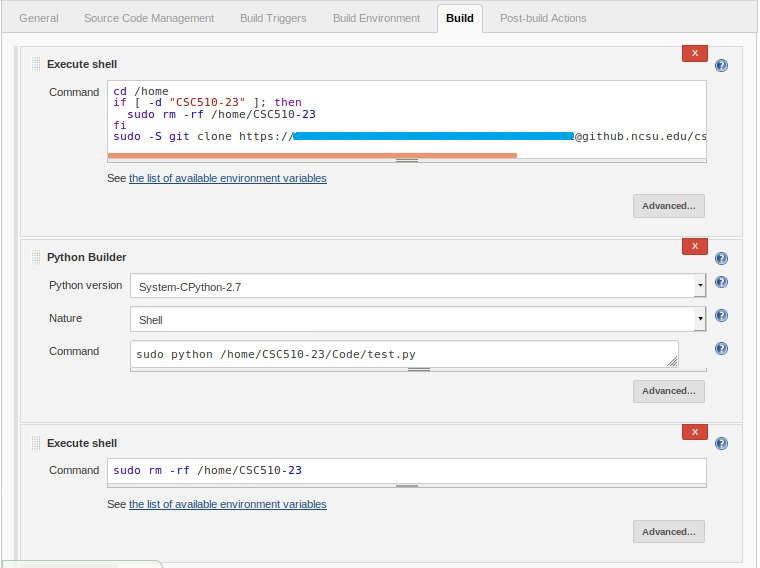 General Source Code Management Build Triggers Build Environment Build Post-build Actions
X
Execute shell
Command
cd /home
if [ -d "CSC510-23" ]; then
sudo rm -rf /home/CSC510-23
fi
sudo -S git clone https:// @github.ncsu.edu/cs
See the list of available environment variables
Advanced...
X
Python Builder
Python version System-CPython-2.7
Nature Shell
Command sudo python /home/CSC510-23/Code/test.py
Advanced...
X
Execute shell
Command sudo rm -rf /home/CSC510-23
See the list of available environment variables
Advanced...